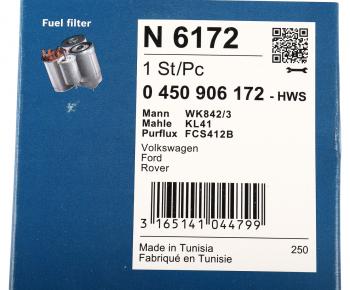 Fuel filter
N 6172
1 St/Pc
0 450 906 172 - HWS
Mann WK842/3
Mahle KL41
Purflux FCS412B
Volkswagen
Ford
Rover
3 165141 044799
Made in Tunisia 250
Fabriqué en Tunisie